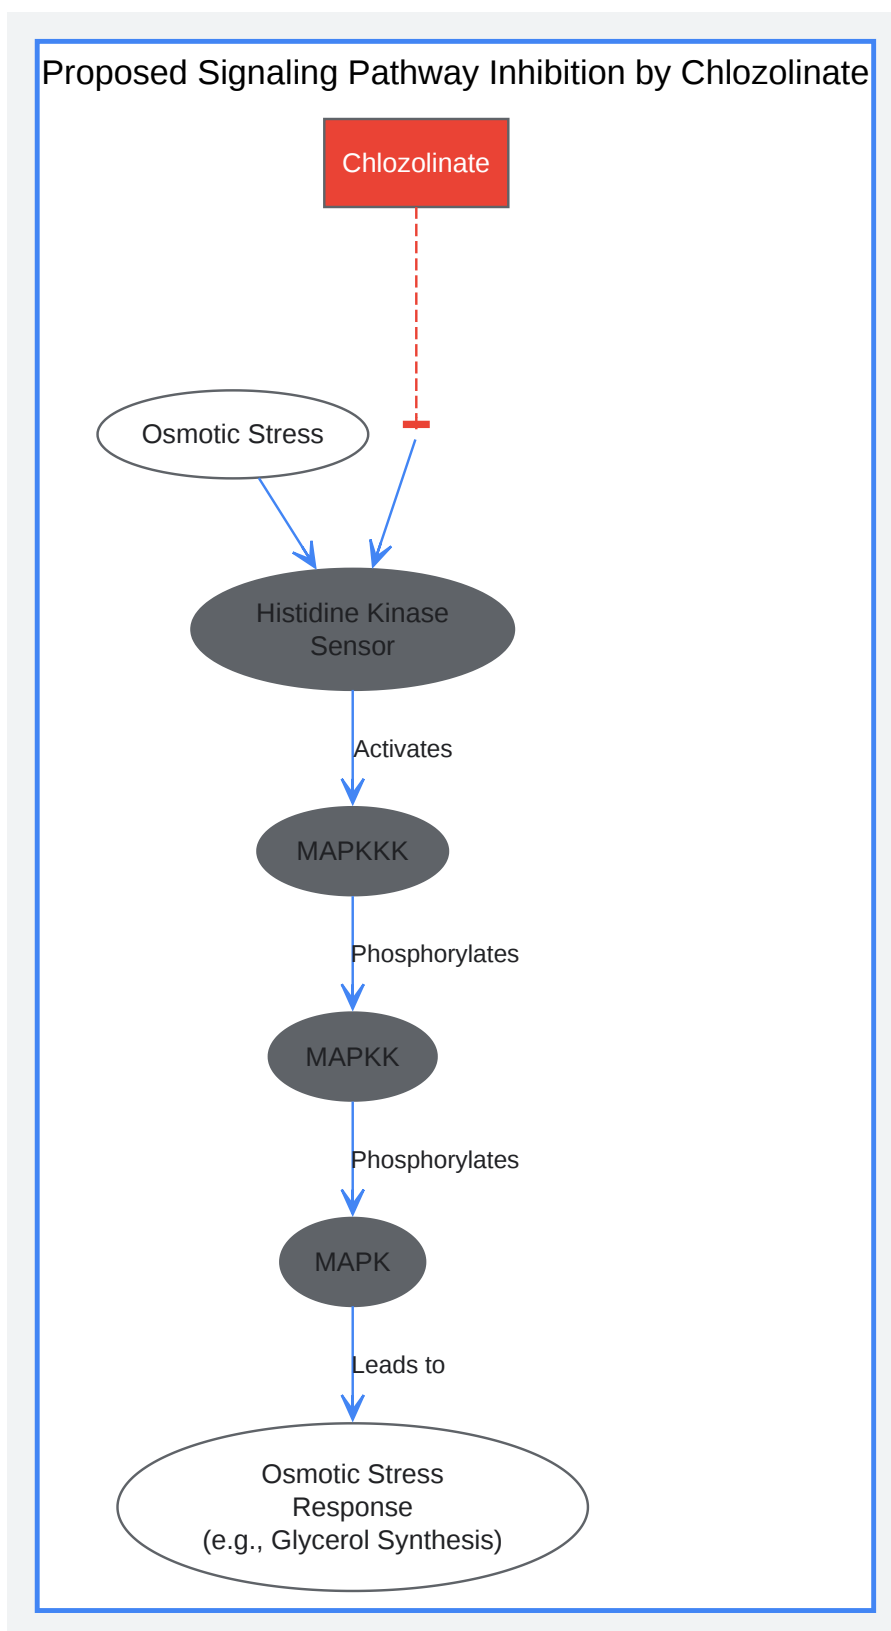 Proposed Signaling Pathway Inhibition by Chlozolinate
Chlozolinate
Osmotic Stress
Histidine Kinase
Sensor
Activates
MAPKKK
Phosphorylates
MAPKK
Phosphorylates
MAPK
Leads to
Osmotic Stress
Response
(e.g., Glycerol Synthesis)